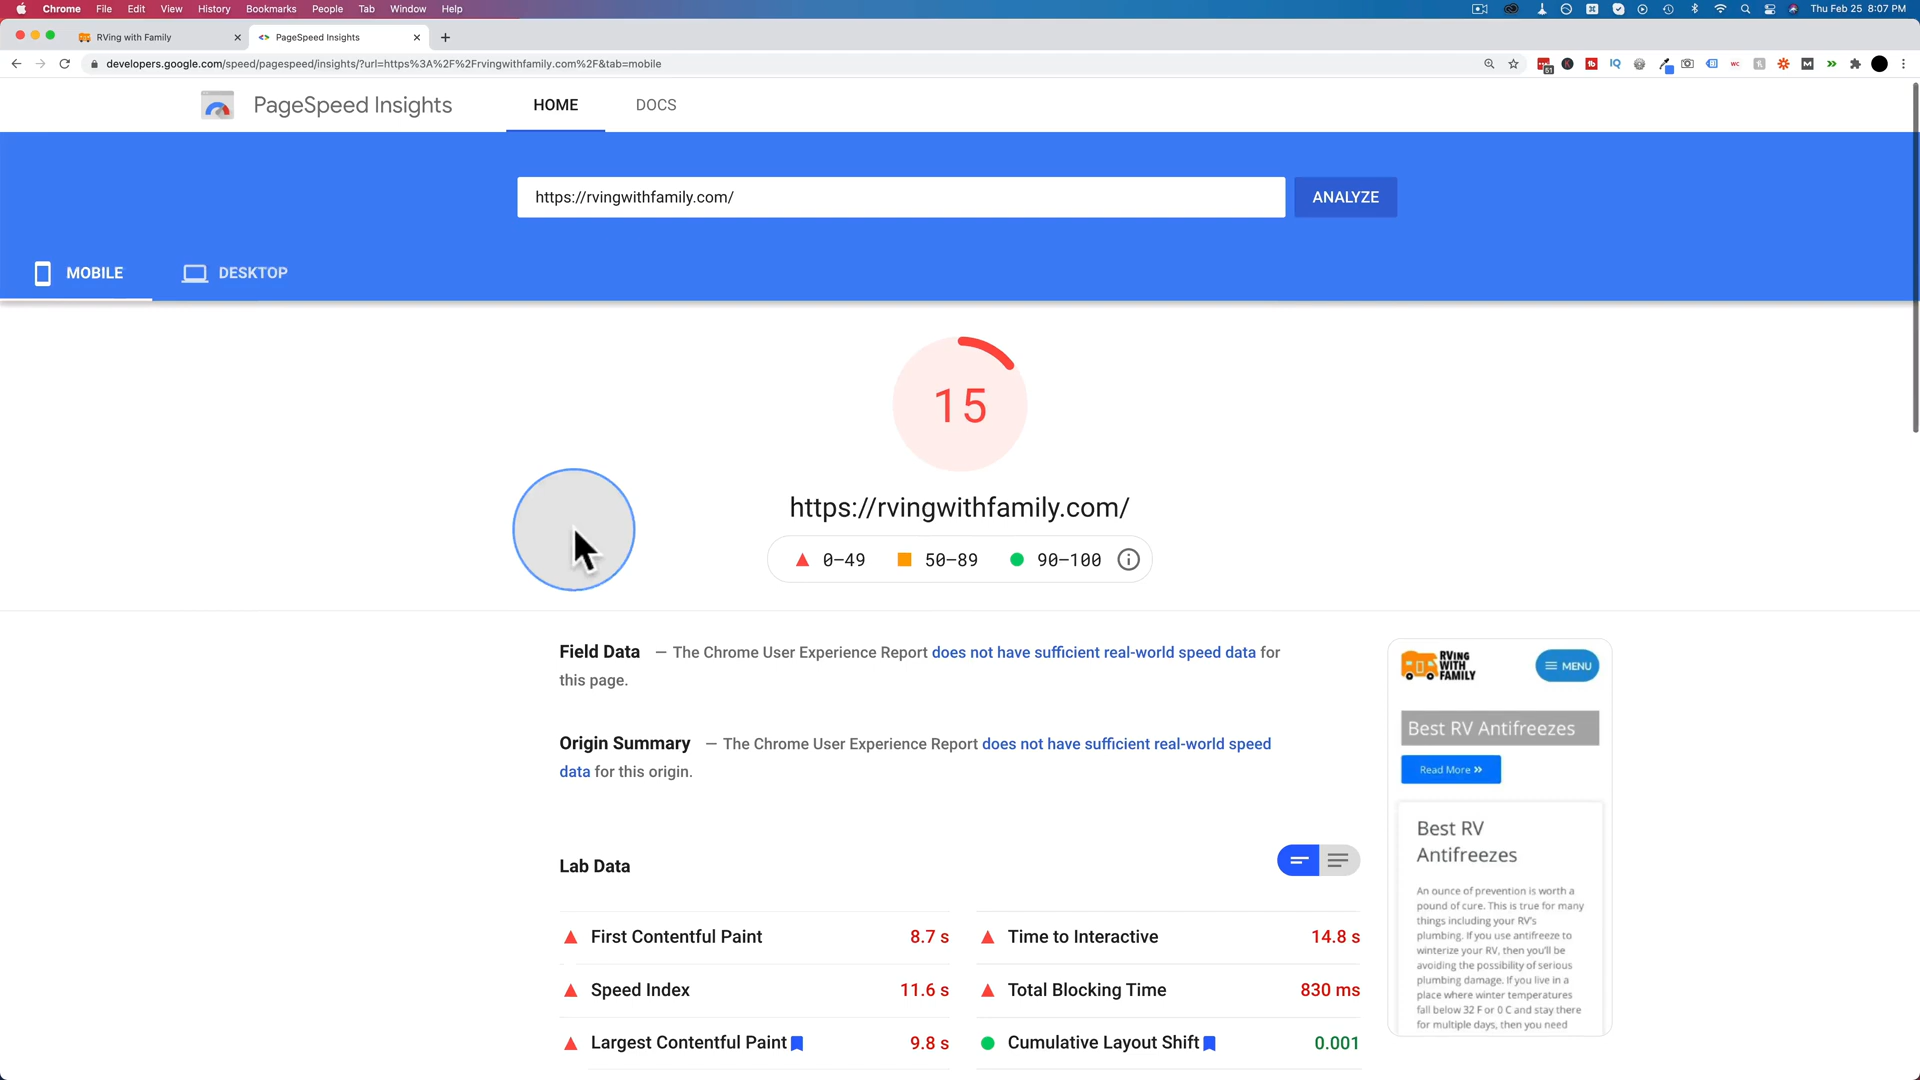 Chrome File Edit View History Bookmarks People Tab Window Help
Thu Feb 25 8:07 PM
RVing with Family
PageSpeed Insights
developers.google.com/speed/pagespeed/insights/?url=https%3A%2F%2Frvingwithfamily.com%2F&tab=mobile
51
IQ
PageSpeed Insights
HOME
DOCS
https://rvingwithfamily.com/
ANALYZE
MOBILE
DESKTOP
15
https://rvingwithfamily.com/
0–49
50–89
90–100
Field Data — The Chrome User Experience Report does not have sufficient real-world speed data for
this page.
Origin Summary — The Chrome User Experience Report does not have sufficient real-world speed
data for this origin.
Lab Data
First Contentful Paint 8.7 s
Time to Interactive 14.8 s
Speed Index 11.6 s
Total Blocking Time 830 ms
Largest Contentful Paint 9.8 s
Cumulative Layout Shift 0.001
RVING
WITH
FAMILY
MENU
Best RV Antifreezes
Read More »
Best RV
Antifreezes
An ounce of prevention is worth a
pound of cure. This is true for many
things including your RV's
plumbing. If you use antifreeze to
winterize your RV, then you'll be
avoiding the possibility of serious
plumbing damage. If you live in a
place where winter temperatures
fall below 32 F or 0 C and stay there
for multiple days, then you need